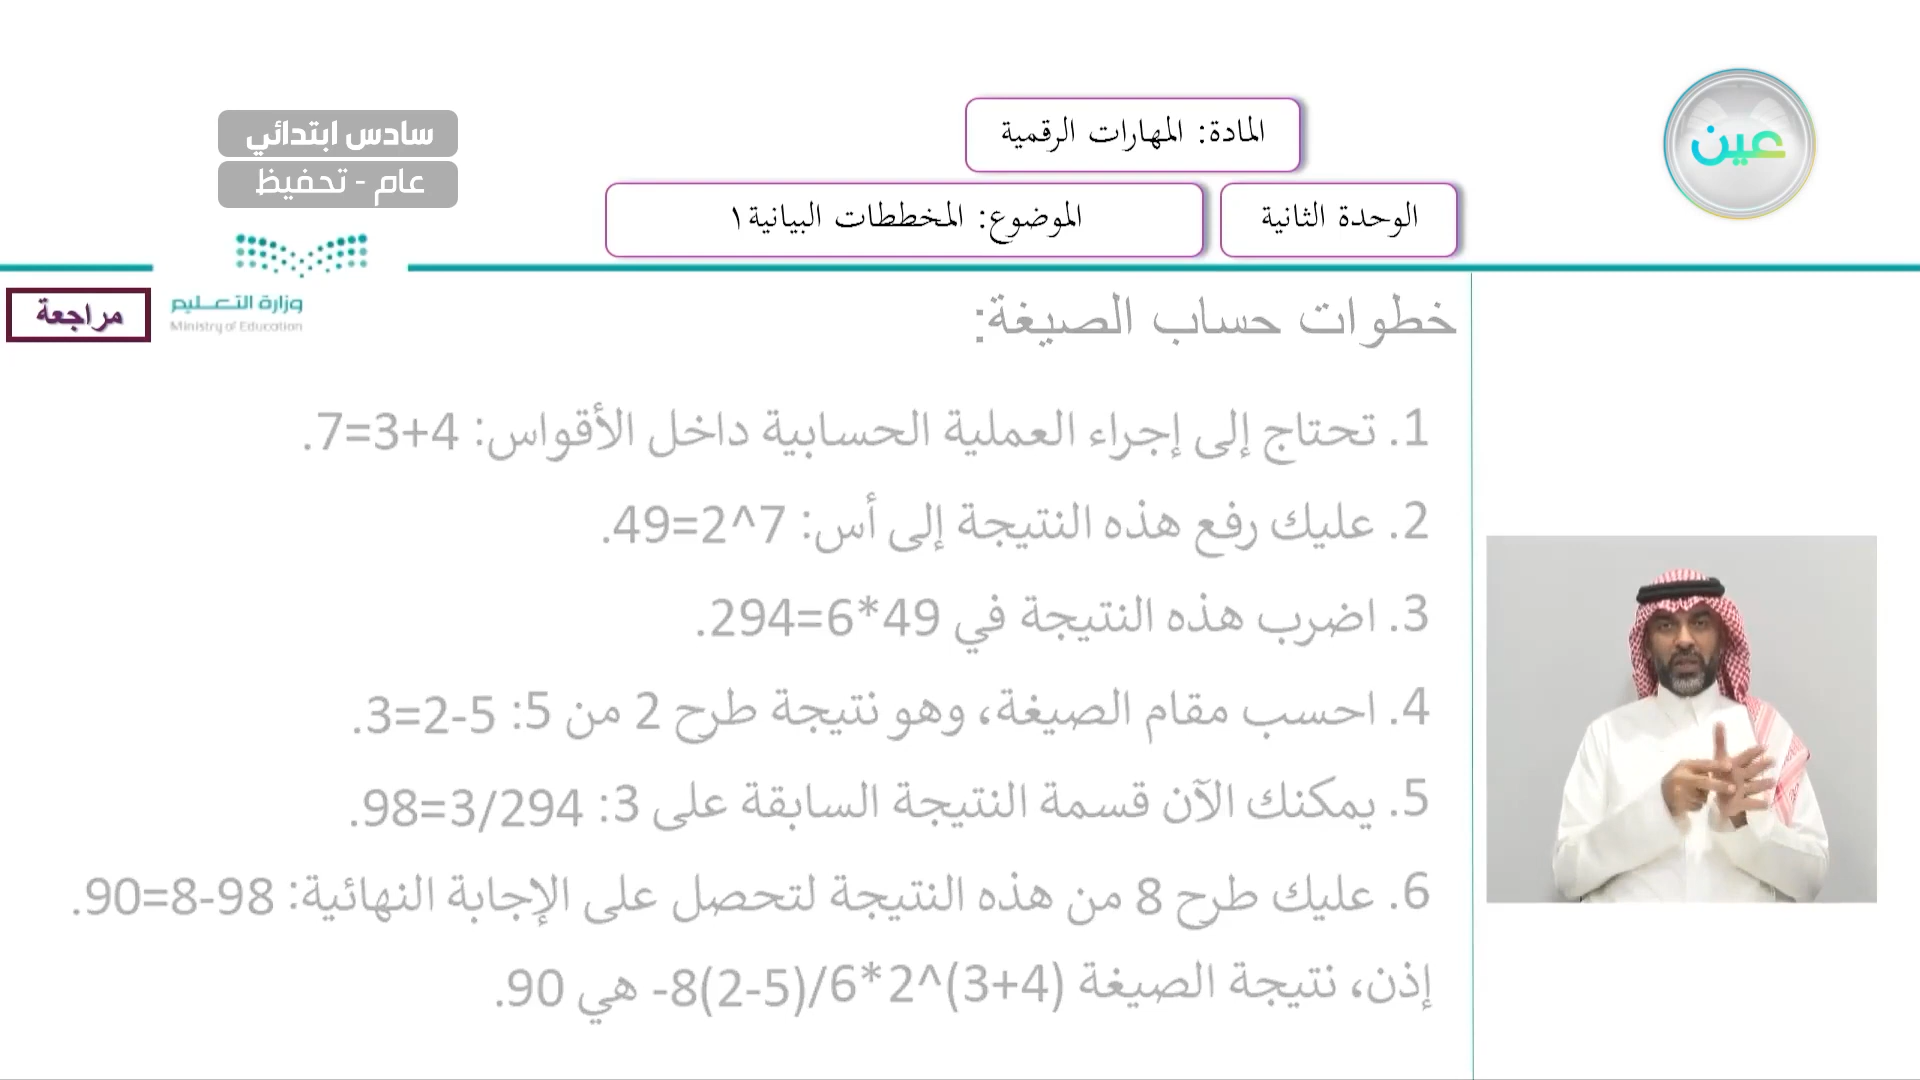 سادس ابتدائي
عام - تحفيظ
المادة: المهارات الرقمية
عين
الوحدة الثانية
الموضوع: المخططات البيانية١
وزارة التعليم
Ministry of Education
مراجعة
خطوات حساب الصيغة:
1. تحتاج إلى إجراء العملية الحسابية داخل الأقواس: 4+3=7.
2. عليك رفع هذه النتيجة إلى أس: 7^2=49.
3. اضرب هذه النتيجة في 49*6=294.
4. احسب مقام الصيغة، وهو نتيجة طرح 2 من 5: 5-2=3.
5. يمكنك الآن قسمة النتيجة السابقة على 3: 294/3=98.
6. عليك طرح 8 من هذه النتيجة لتحصل على الإجابة النهائية: 98-8=90.
إذن، نتيجة الصيغة (4+3)^2*6/(5-2)8- هي 90.